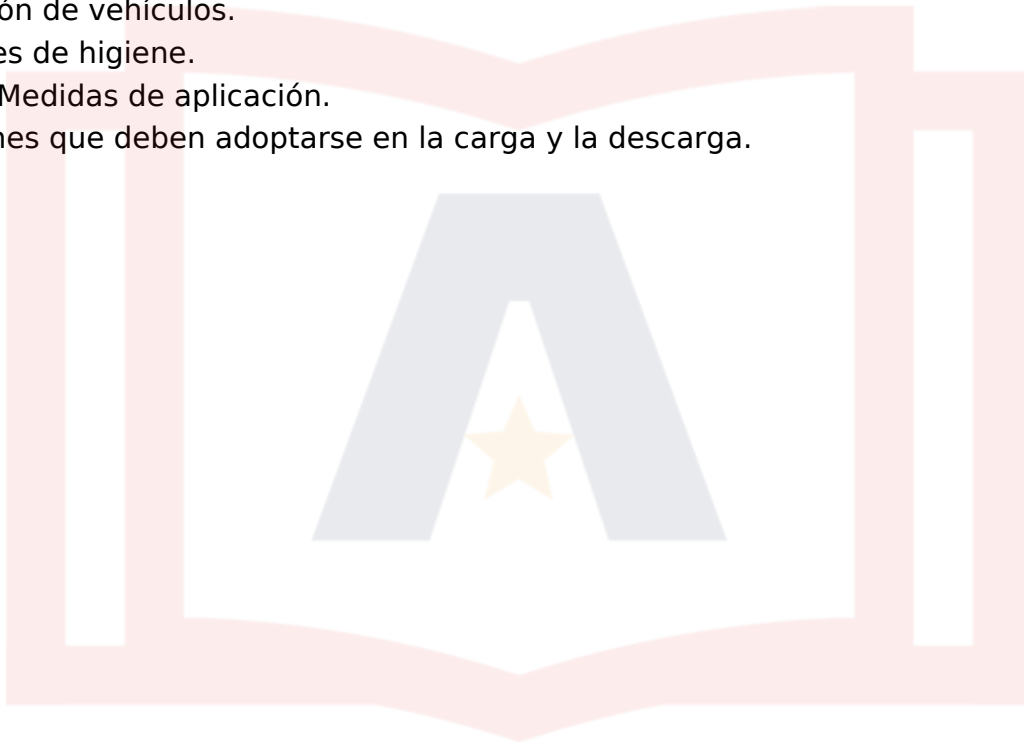 ón de vehículos.
es de higiene.
Medidas de aplicación.
nes que deben adoptarse en la carga y la descarga.